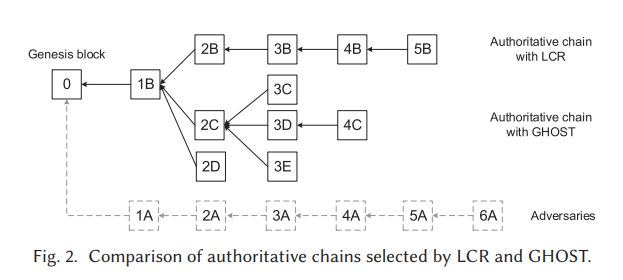 2B 3B 4B 5B Authoritative chain
with LCR
Genesis block
0 1B
3C
2C 3D 4C Authoritative chain
with GHOST
2D 3E
1A 2A 3A 4A 5A 6A Adversaries
Fig. 2. Comparison of authoritative chains selected by LCR and GHOST.